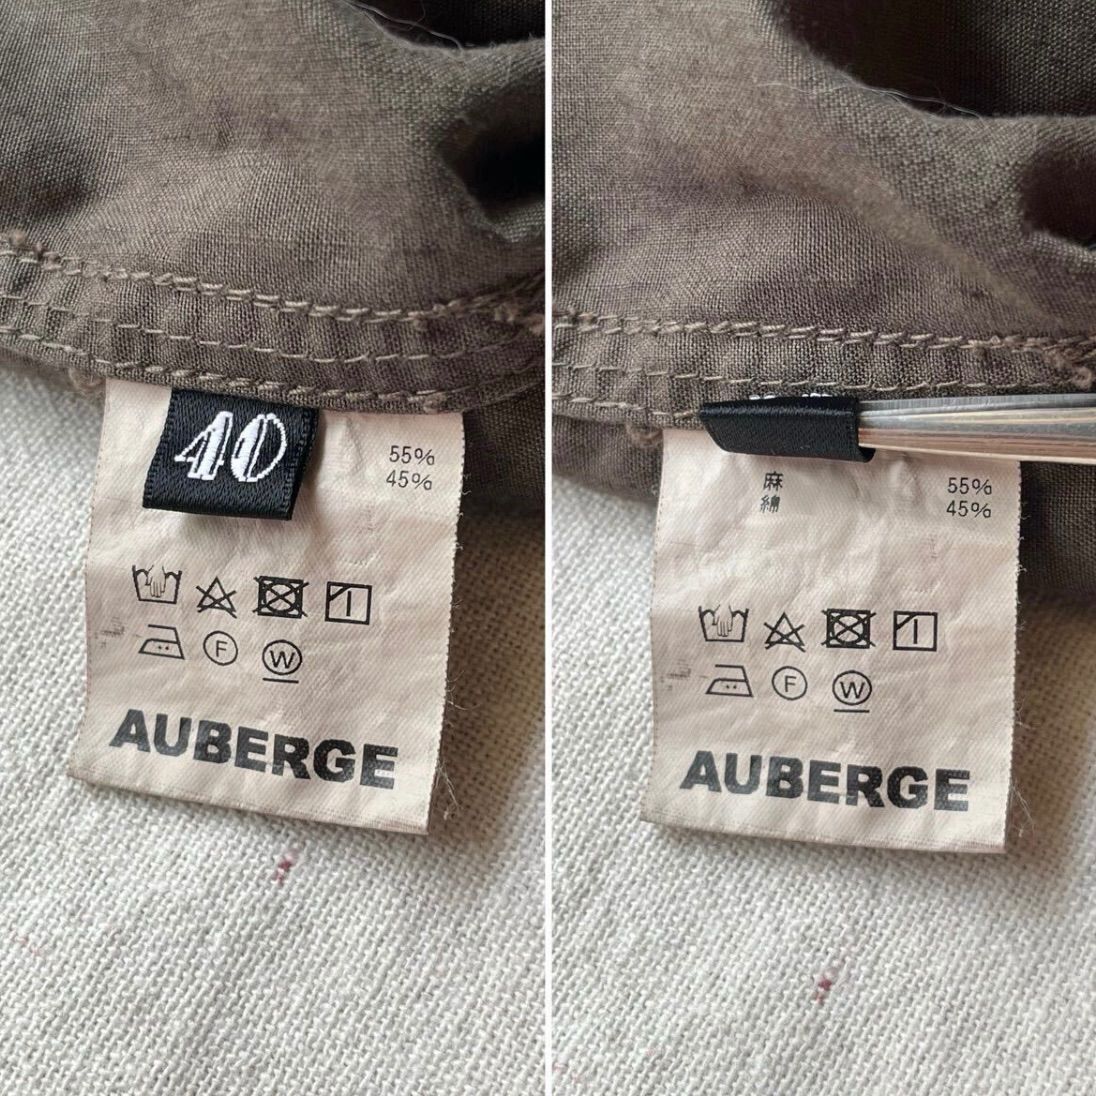 40
55%
45%
F
W
AUBERGE
麻 55%
綿 45%
F
W
AUBERGE